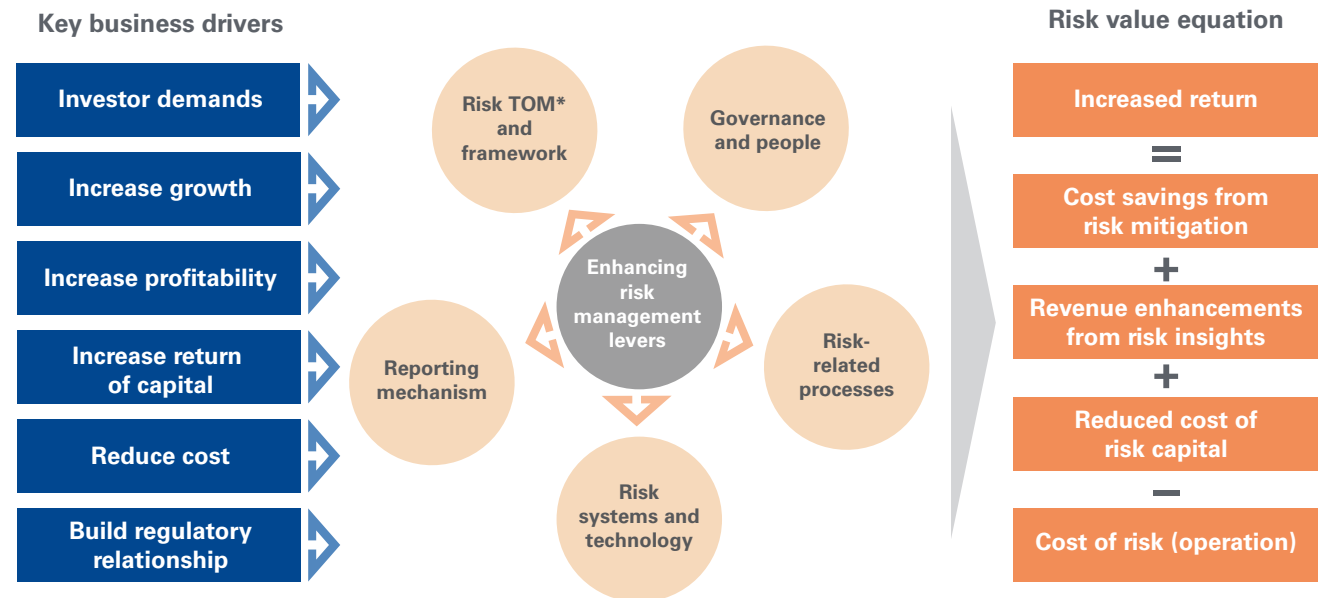 Key business drivers
Investor demands
Increase growth
Increase profitability
Increase return
of capital
Reduce cost
Build regulatory
relationship
Risk TOM*
and
framework
Governance
and people
Enhancing
risk
management
levers
Reporting
mechanism
Risk-
related
processes
Risk
systems and
technology
Risk value equation
Increased return
=
Cost savings from
risk mitigation
+
Revenue enhancements
from risk insights
+
Reduced cost of
risk capital
–
Cost of risk (operation)